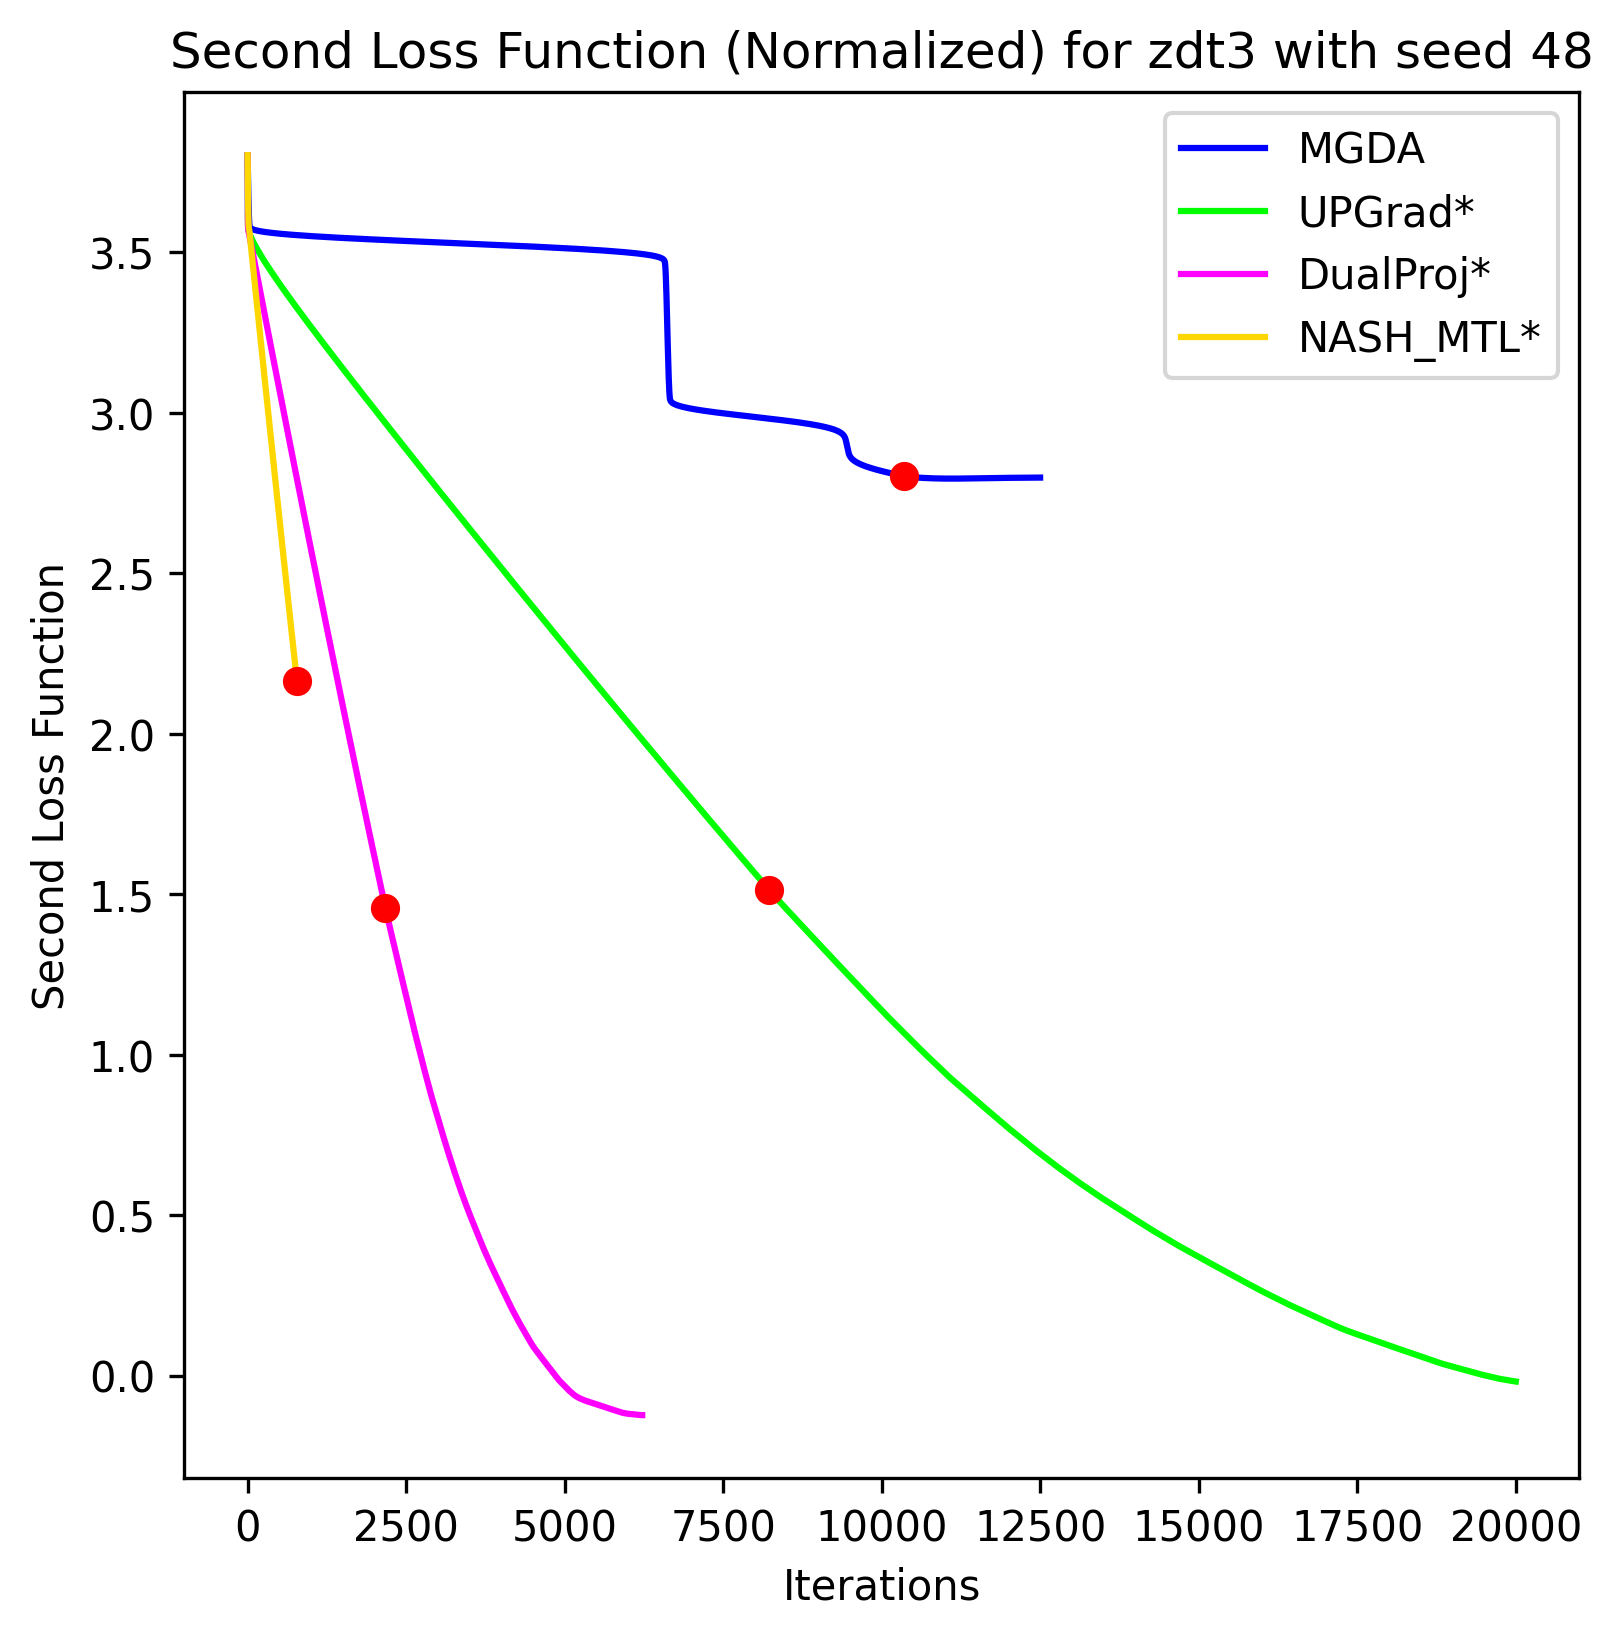 Second Loss Function (Normalized) for zdt3 with seed 48
MGDA
UPGrad*
DualProj*
NASH_MTL*
Second Loss Function
3.5
3.0
2.5
2.0
1.5
1.0
0.5
0.0
0 2500 5000 7500 10000 12500 15000 17500 20000
Iterations